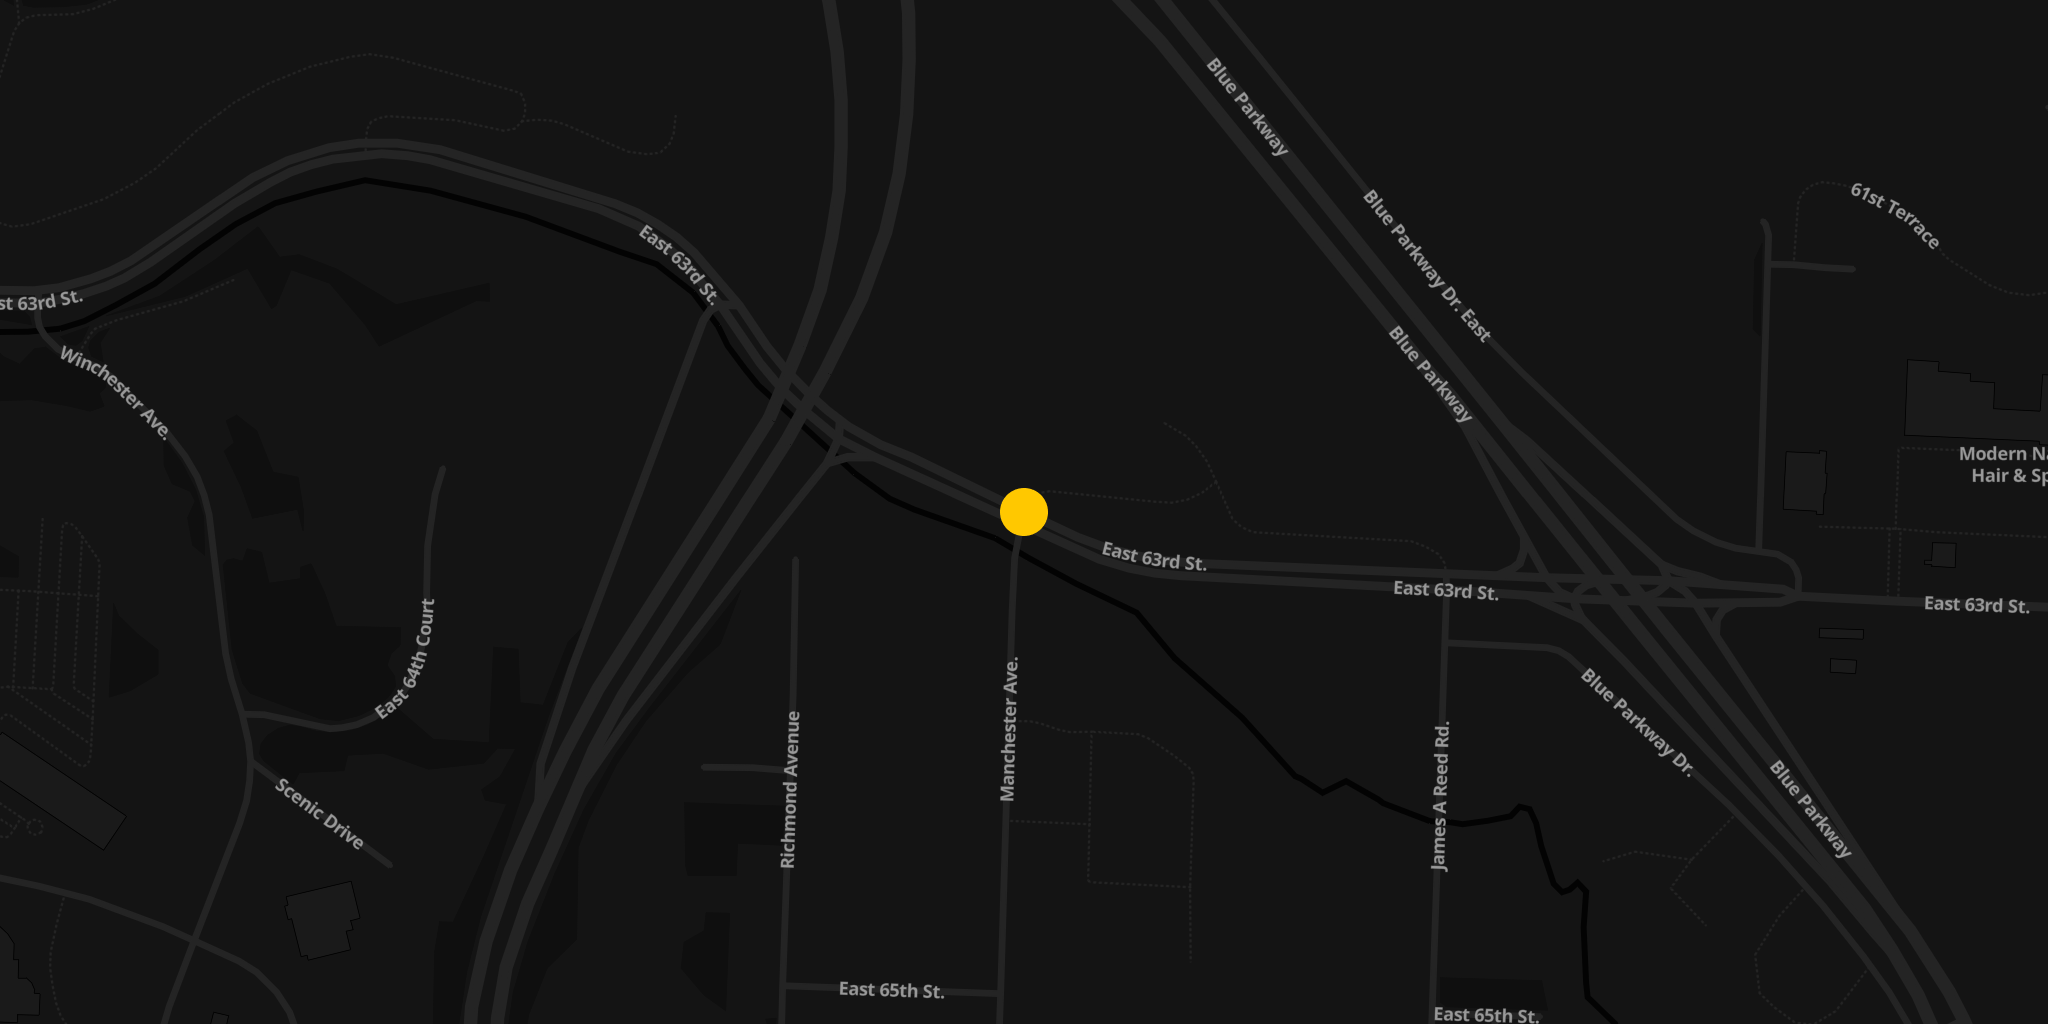 Blue Parkway
61st Terrace
Blue Parkway Dr. East
East 63rd St.
st 63rd St.
Blue Parkway
Winchester Ave.
Modern Na
Hair & Sp
East 63rd St.
East 63rd St.
East 63rd St.
East 64th Court
Manchester Ave.
Blue Parkway Dr.
Richmond Avenue
James A Reed Rd.
Blue Parkway
Scenic Drive
East 65th St.
East 65th St.